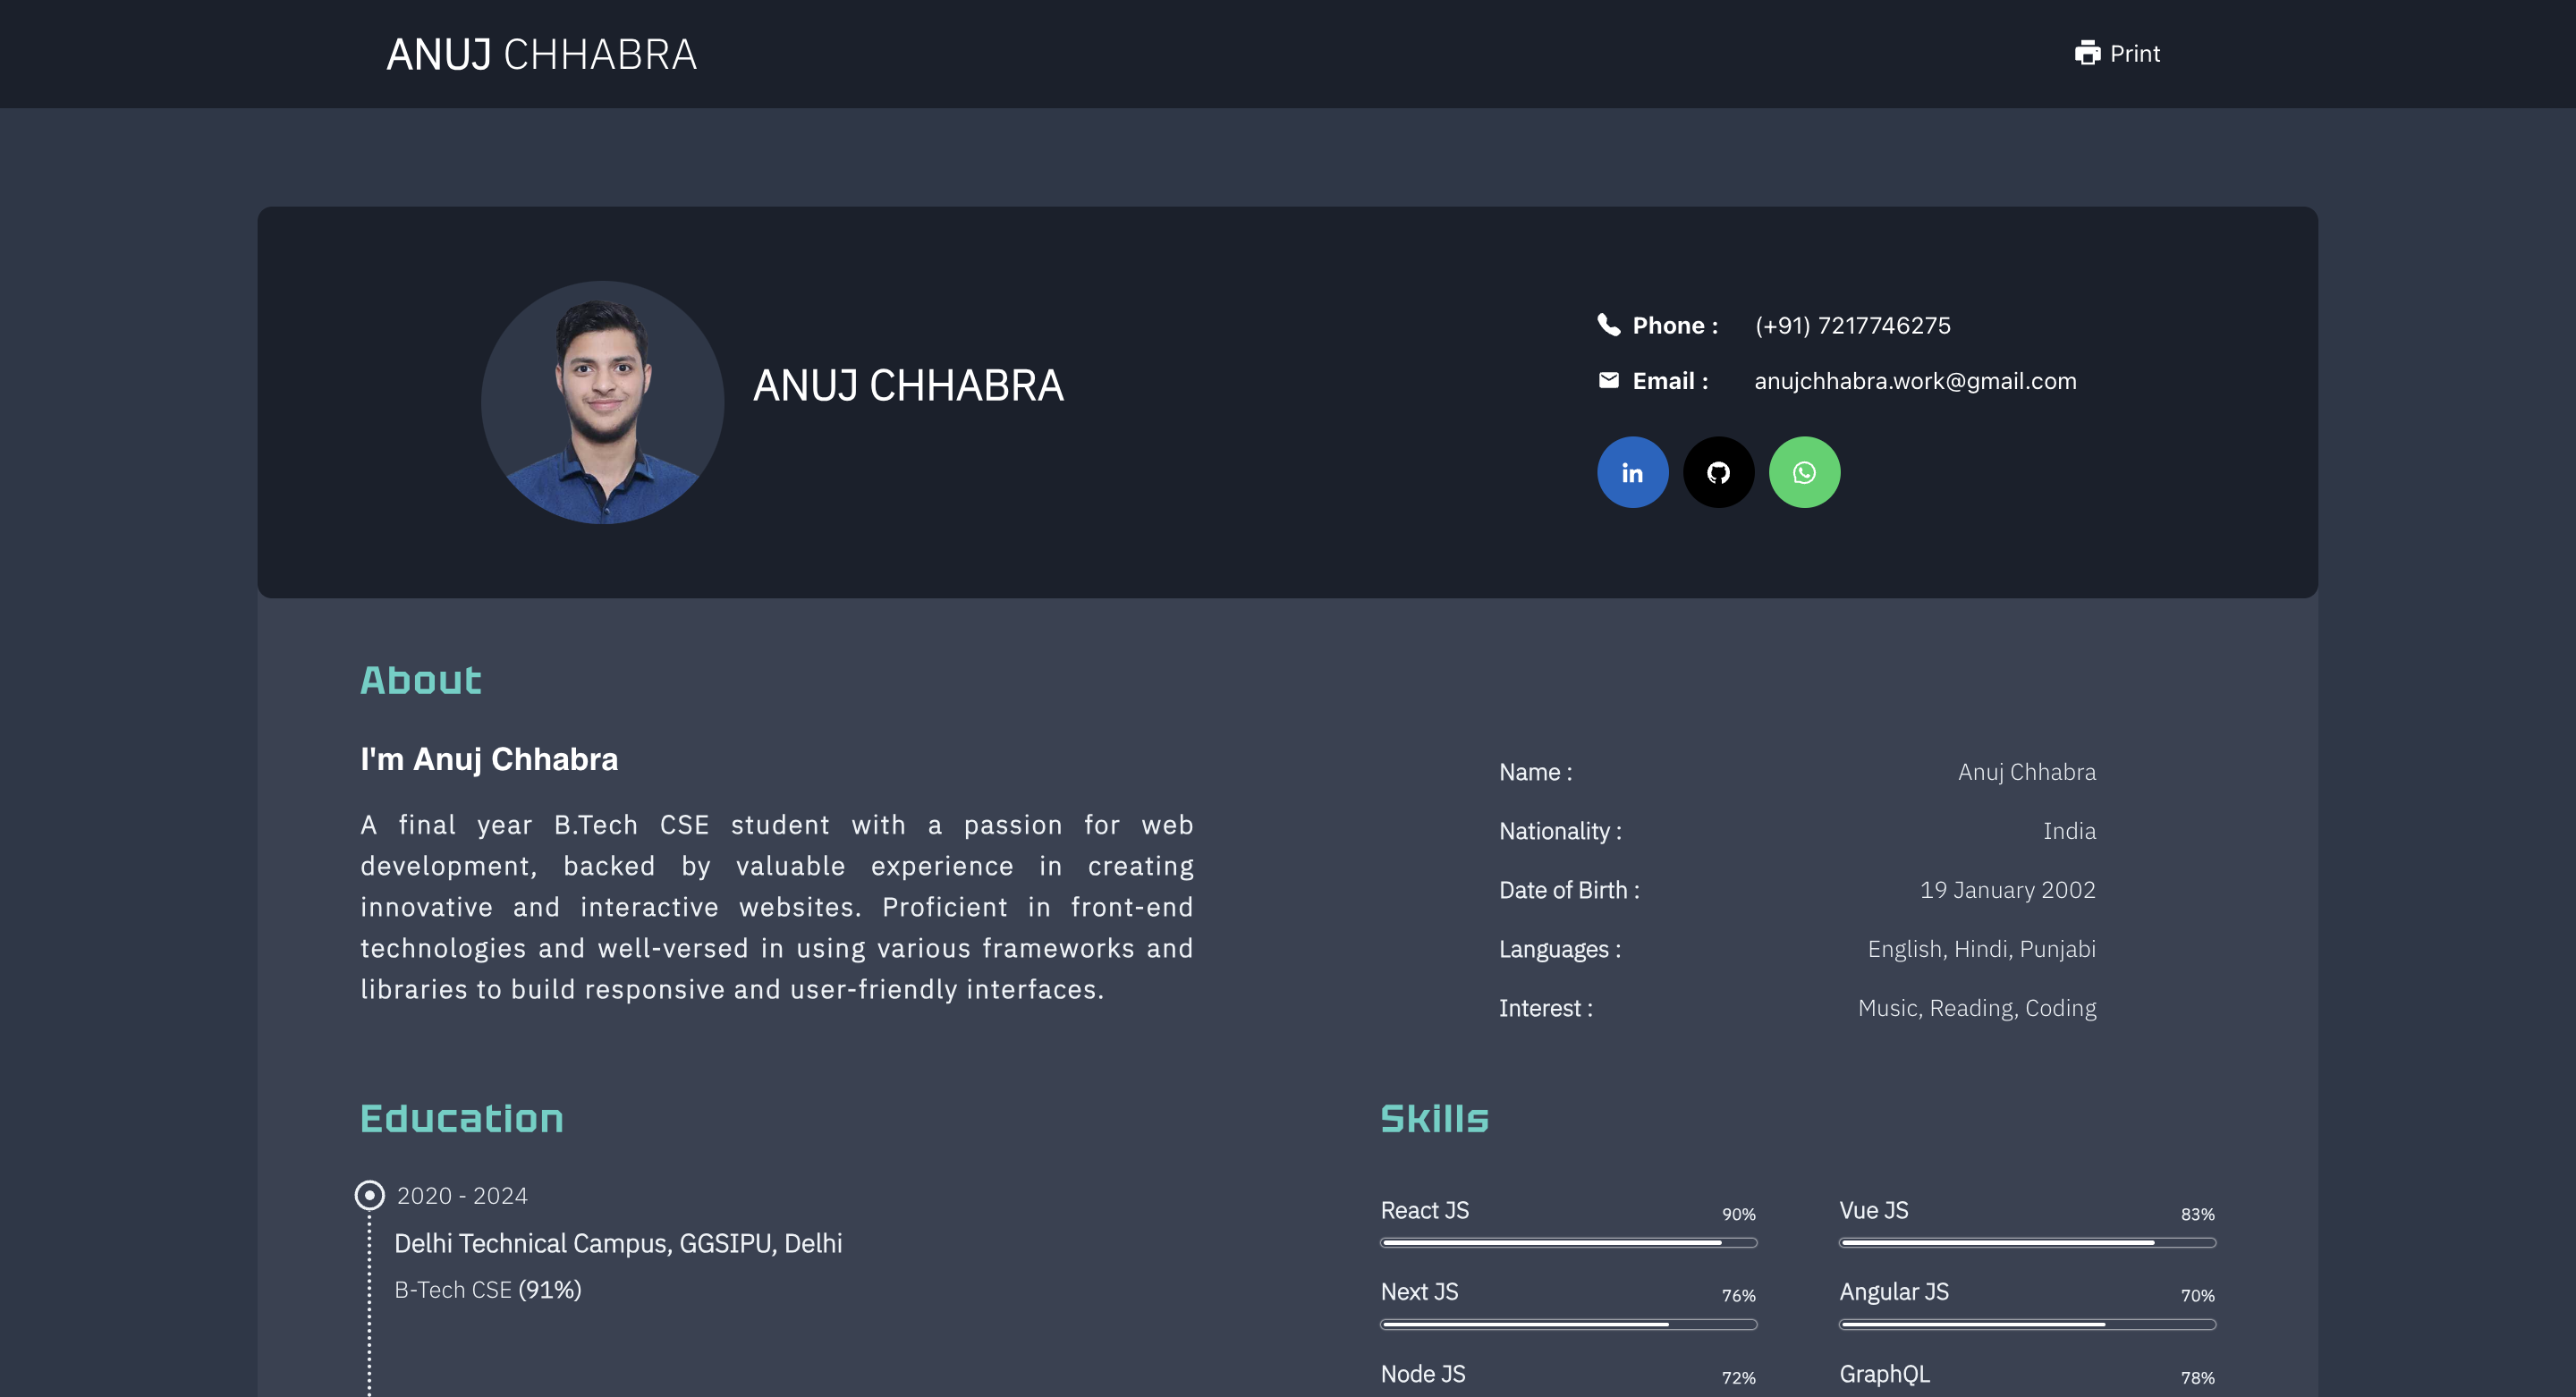 ANUJ CHHABRA
Print
ANUJ CHHABRA
Phone : (+91) 7217746275
Email : anujchhabra.work@gmail.com
in
About
I'm Anuj Chhabra
A final year B.Tech CSE student with a passion for web
development, backed by valuable experience in creating
innovative and interactive websites. Proficient in front-end
technologies and well-versed in using various frameworks and
libraries to build responsive and user-friendly interfaces.
Name : Anuj Chhabra
Nationality : India
Date of Birth : 19 January 2002
Languages : English, Hindi, Punjabi
Interest : Music, Reading, Coding
Education
2020 - 2024
Delhi Technical Campus, GGSIPU, Delhi
B-Tech CSE (91%)
Skills
React JS 90%
Vue JS 83%
Next JS 76%
Angular JS 70%
Node JS 72%
GraphQL 78%